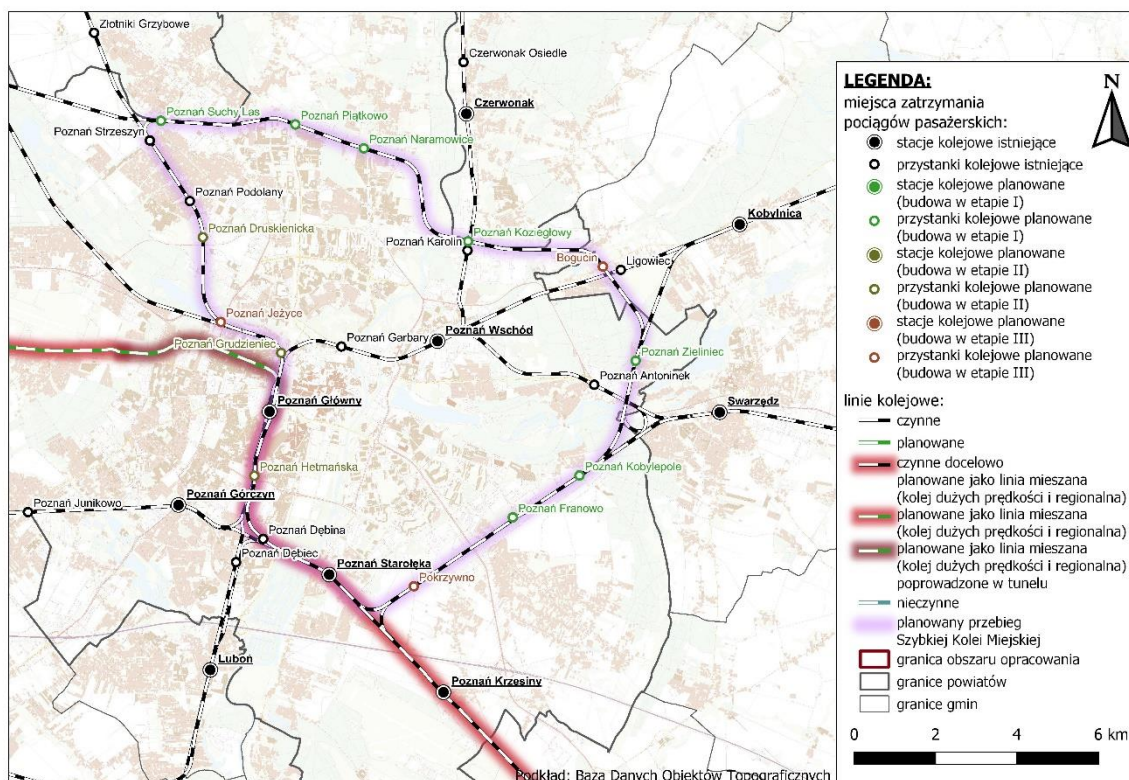 Złotniki Grzybowe
Czerwonak Osiedle
Czerwonak
Poznań Suchy Las
Poznań Piątkowo
Poznań Strzeszyn
Poznań Naramowice
Poznań Podolany
Poznań Druskienicka
Poznań Koziegłowy
Poznań Karolin
Kobylnica
Bogucin
Ligowiec
Poznań Jeżyce
Poznań Wschód
Poznań Garbary
Poznań Grudzieniec
Poznań Zieliniec
Poznań Antoninek
Poznań Główny
Swarzędz
Poznań Hetmańska
Poznań Kobylepole
Poznań Junikowo
Poznań Górczyn
Poznań Franowo
Poznań Dębina
Poznań Dębiec
Poznań Starołęka
Pokrzywno
Luboń
Poznań Krzesiny
Podkład: Baza Danych Obiektów Topograficznych
LEGENDA:
N
miejsca zatrzymania
pociągów pasażerskich:
stacje kolejowe istniejące
przystanki kolejowe istniejące
stacje kolejowe planowane
(budowa w etapie I)
przystanki kolejowe planowane
(budowa w etapie I)
stacje kolejowe planowane
(budowa w etapie II)
przystanki kolejowe planowane
(budowa w etapie II)
stacje kolejowe planowane
(budowa w etapie III)
przystanki kolejowe planowane
(budowa w etapie III)
linie kolejowe:
czynne
planowane
czynne docelowo
planowane jako linia mieszana
(kolej dużych prędkości i regionalna)
planowane jako linia mieszana
(kolej dużych prędkości i regionalna)
planowane jako linia mieszana
(kolej dużych prędkości i regionalna)
poprowadzone w tunelu
nieczynne
planowany przebieg
Szybkiej Kolei Miejskiej
granica obszaru opracowania
granice powiatów
granice gmin
0 2 4 6 km